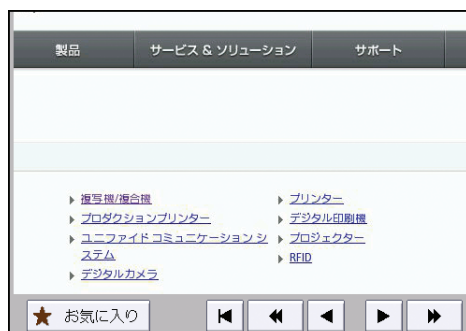 製品 サービス & ソリューション サポート
複写機/複合機
プロダクションプリンター
ユニファイド コミュニケーション シ
ステム
デジタルカメラ
プリンター
デジタル印刷機
プロジェクター
RFID
お気に入り